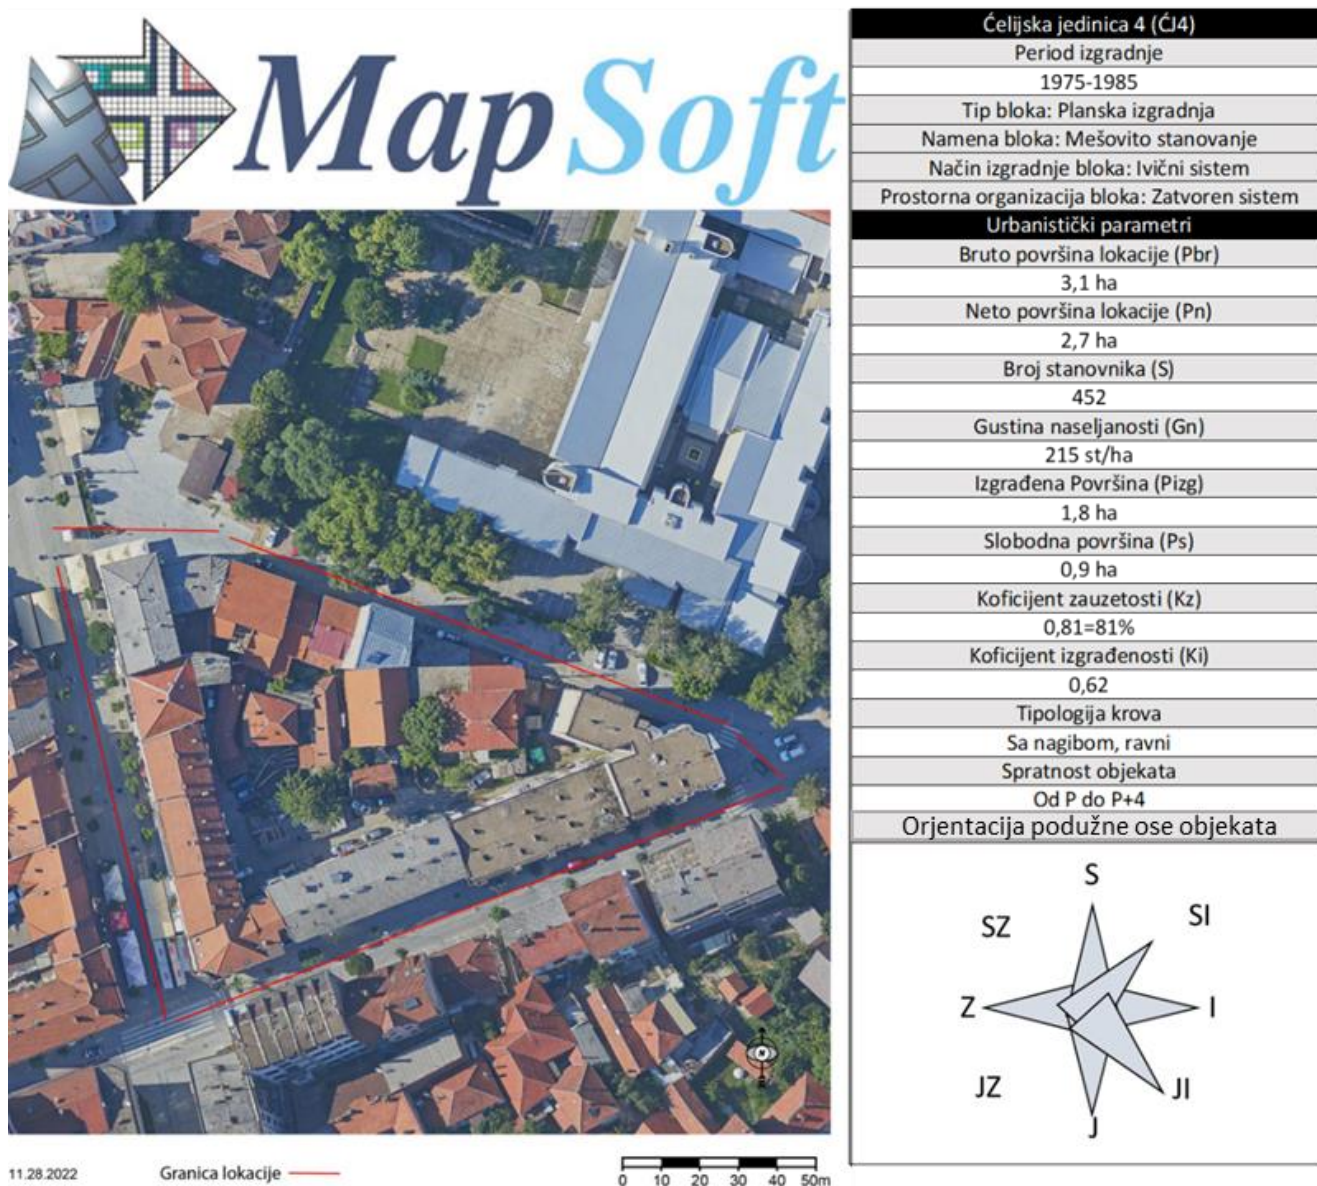 MapSoft
Ćelijska jedinica 4 (ĆJ4)
Period izgradnje
1975-1985
Tip bloka: Planska izgradnja
Namena bloka: Mešovito stanovanje
Način izgradnje bloka: Ivični sistem
Prostorna organizacija bloka: Zatvoren sistem
Urbanistički parametri
Bruto površina lokacije (Pbr)
3,1 ha
Neto površina lokacije (Pn)
2,7 ha
Broj stanovnika (S)
452
Gustina naseljanosti (Gn)
215 st/ha
Izgrađena Površina (Pizg)
1,8 ha
Slobodna površina (Ps)
0,9 ha
Koficijent zauzetosti (Kz)
0,81=81%
Koficijent izgrađenosti (Ki)
0,62
Tipologija krova
Sa nagibom, ravni
Spratnost objekata
Od P do P+4
Orjentacija podužne ose objekata
S
SZ
SI
Z
I
JZ
JI
J
11.28.2022
Granica lokacije
0 10 20 30 40 50m